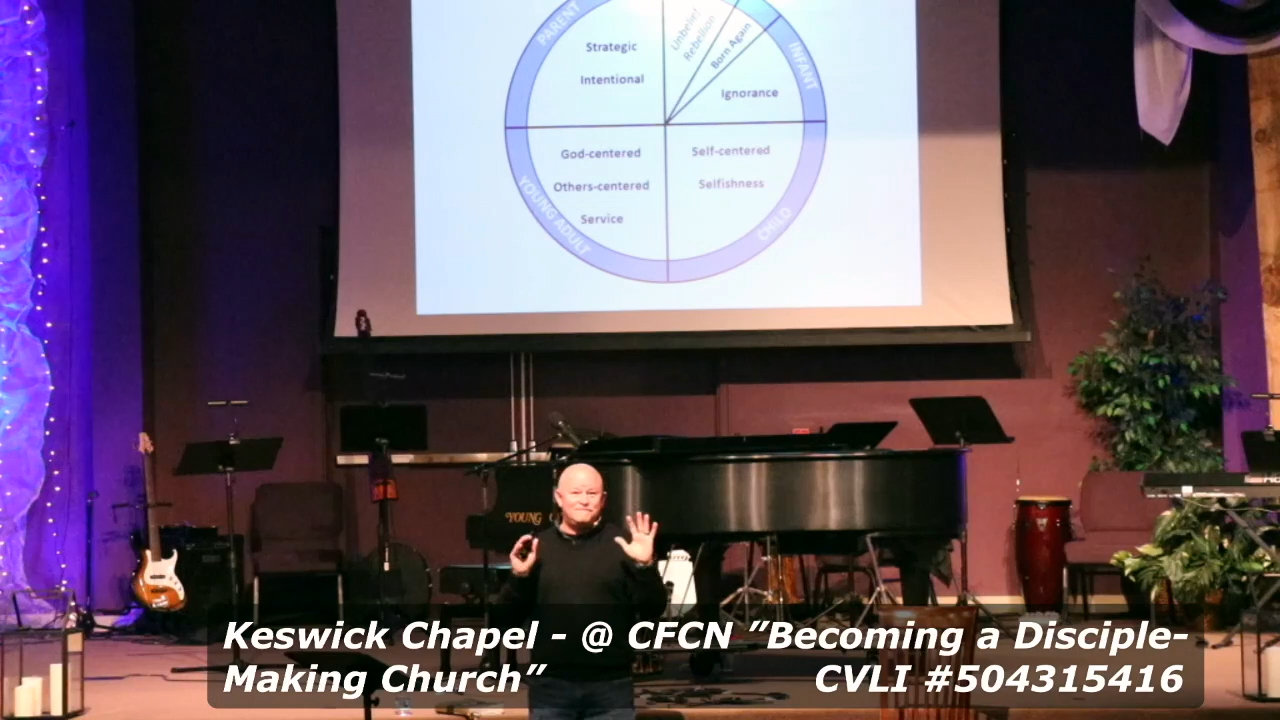 PARENT
Unbelief
Rebellion
Born Again
INFANT
Strategic
Intentional
Ignorance
God-centered
Others-centered
Service
Self-centered
Selfishness
YOUNG ADULT
CHILD
YOUNG
Keswick Chapel - @ CFCN ”Becoming a Disciple-
Making Church” CVLI #504315416